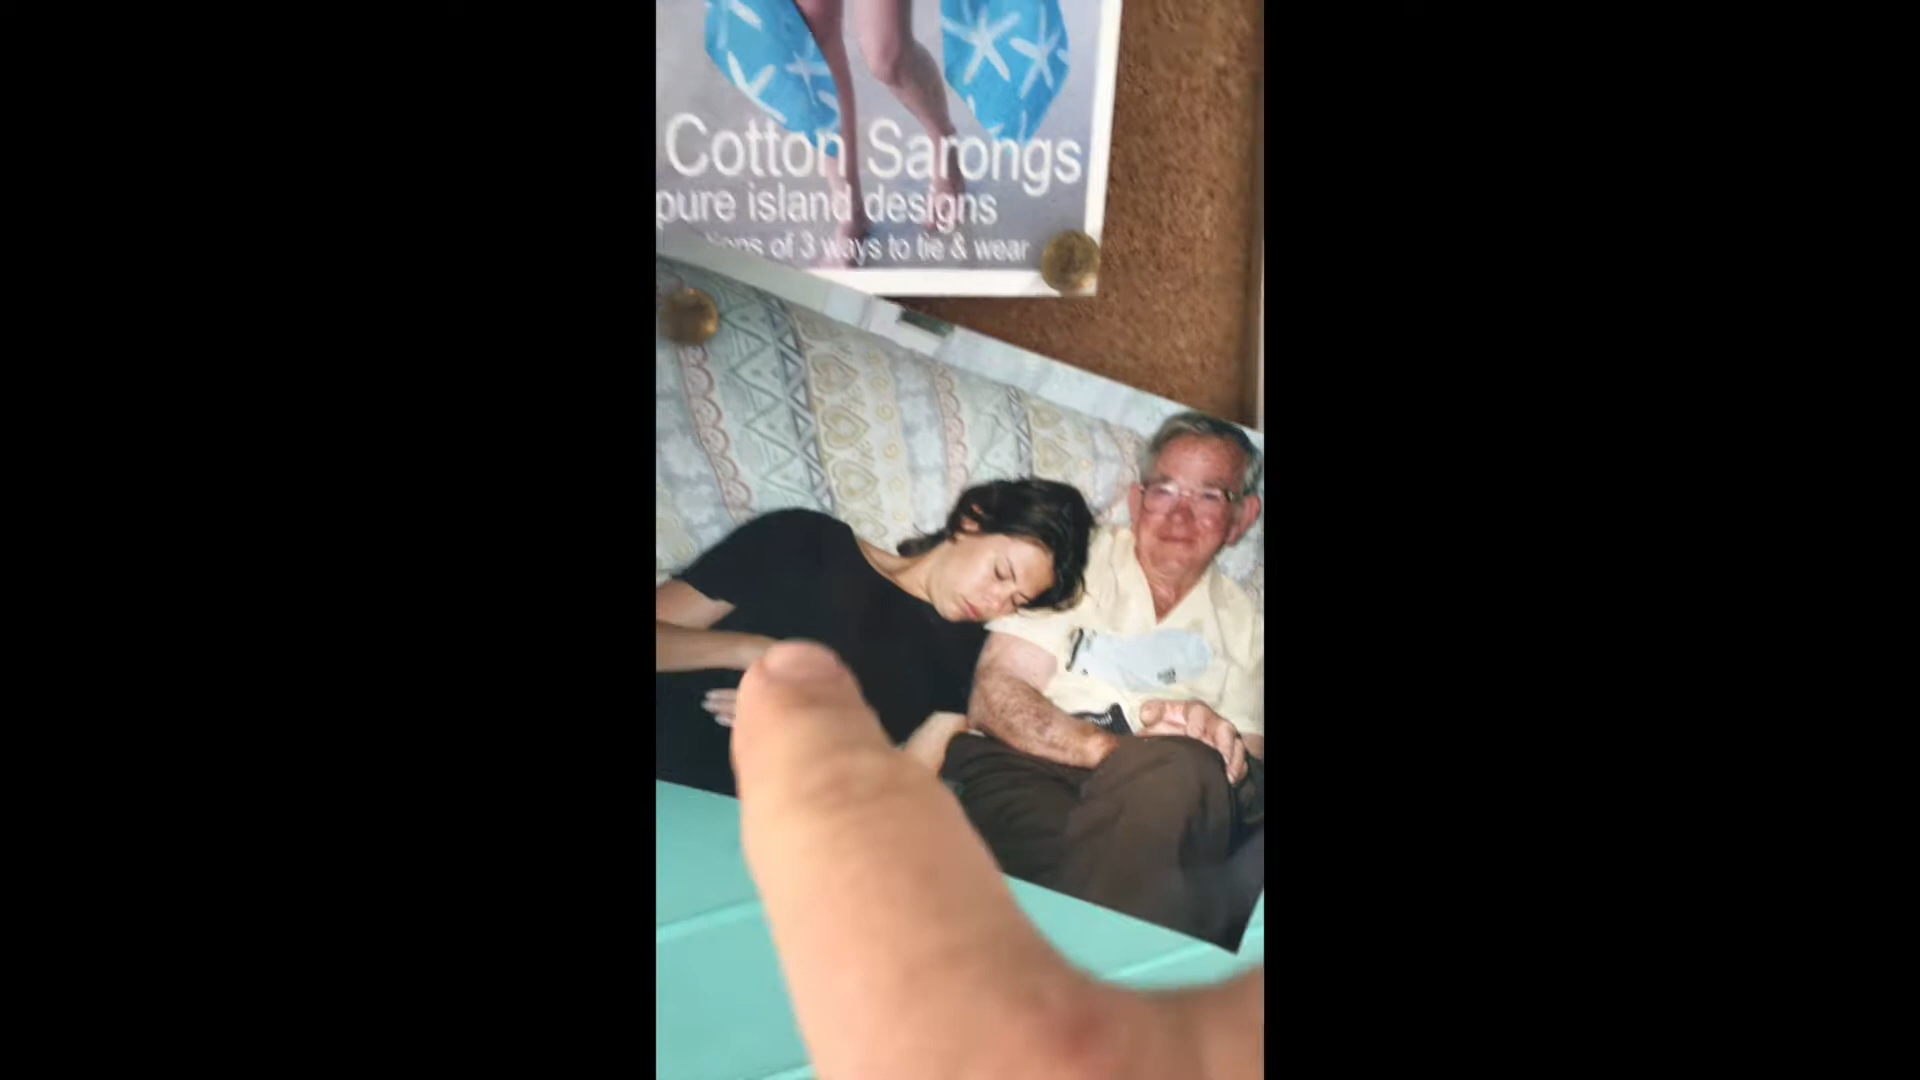 Cotton Sarongs
pure island designs
of 3 ways to tie & wear